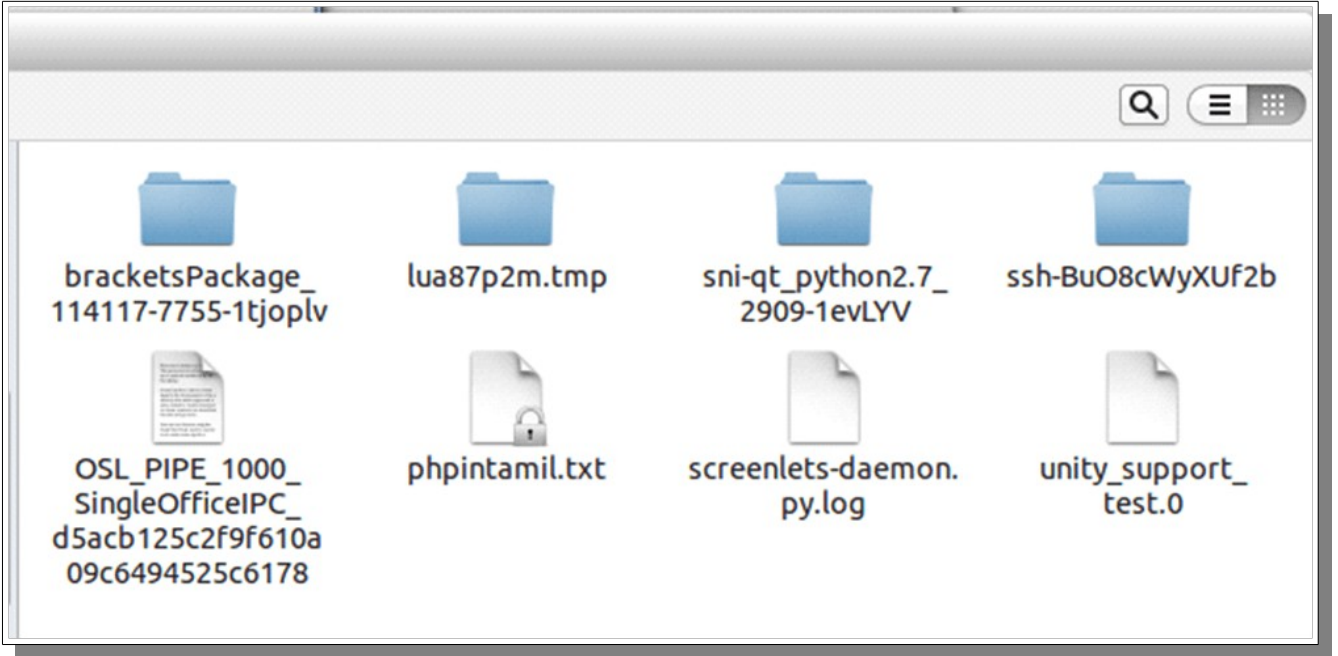 bracketsPackage_
114117-7755-1tjoplv
lua87p2m.tmp
sni-qt_python2.7_
2909-1evLYV
ssh-BuO8cWyXUf2b
OSL_PIPE_1000_
SingleOfficeIPC_
d5acb125c2f9f610a
09c6494525c6178
phpintamil.txt
screenlets-daemon.
py.log
unity_support_
test.0